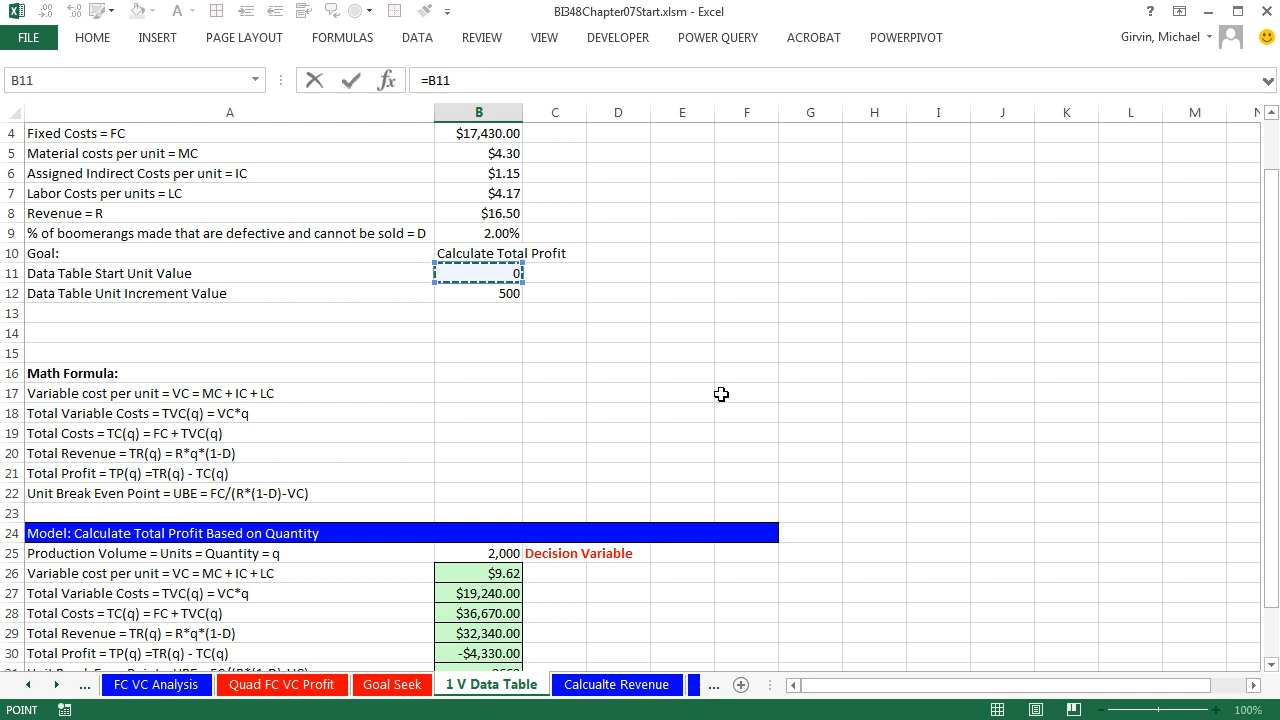 BI348Chapter07Start.xlsm - Excel
FILE HOME INSERT PAGE LAYOUT FORMULAS DATA REVIEW VIEW DEVELOPER POWER QUERY ACROBAT POWERPIVOT Girvin, Michael
B11 =B11
A B C D E F G H I J K L M N
4 Fixed Costs = FC $17,430.00
5 Material costs per unit = MC $4.30
6 Assigned Indirect Costs per unit = IC $1.15
7 Labor Costs per units = LC $4.17
8 Revenue = R $16.50
9 % of boomerangs made that are defective and cannot be sold = D 2.00%
10 Goal: Calculate Total Profit
11 Data Table Start Unit Value 0
12 Data Table Unit Increment Value 500
13
14
15
16 Math Formula:
17 Variable cost per unit = VC = MC + IC + LC
18 Total Variable Costs = TVC(q) = VC*q
19 Total Costs = TC(q) = FC + TVC(q)
20 Total Revenue = TR(q) = R*q*(1-D)
21 Total Profit = TP(q) =TR(q) - TC(q)
22 Unit Break Even Point = UBE = FC/(R*(1-D)-VC)
23
24 Model: Calculate Total Profit Based on Quantity
25 Production Volume = Units = Quantity = q 2,000 Decision Variable
26 Variable cost per unit = VC = MC + IC + LC $9.62
27 Total Variable Costs = TVC(q) = VC*q $19,240.00
28 Total Costs = TC(q) = FC + TVC(q) $36,670.00
29 Total Revenue = TR(q) = R*q*(1-D) $32,340.00
30 Total Profit = TP(q) =TR(q) - TC(q) -$4,330.00
... FC VC Analysis Quad FC VC Profit Goal Seek 1 V Data Table Calcualte Revenue ...
POINT 100%